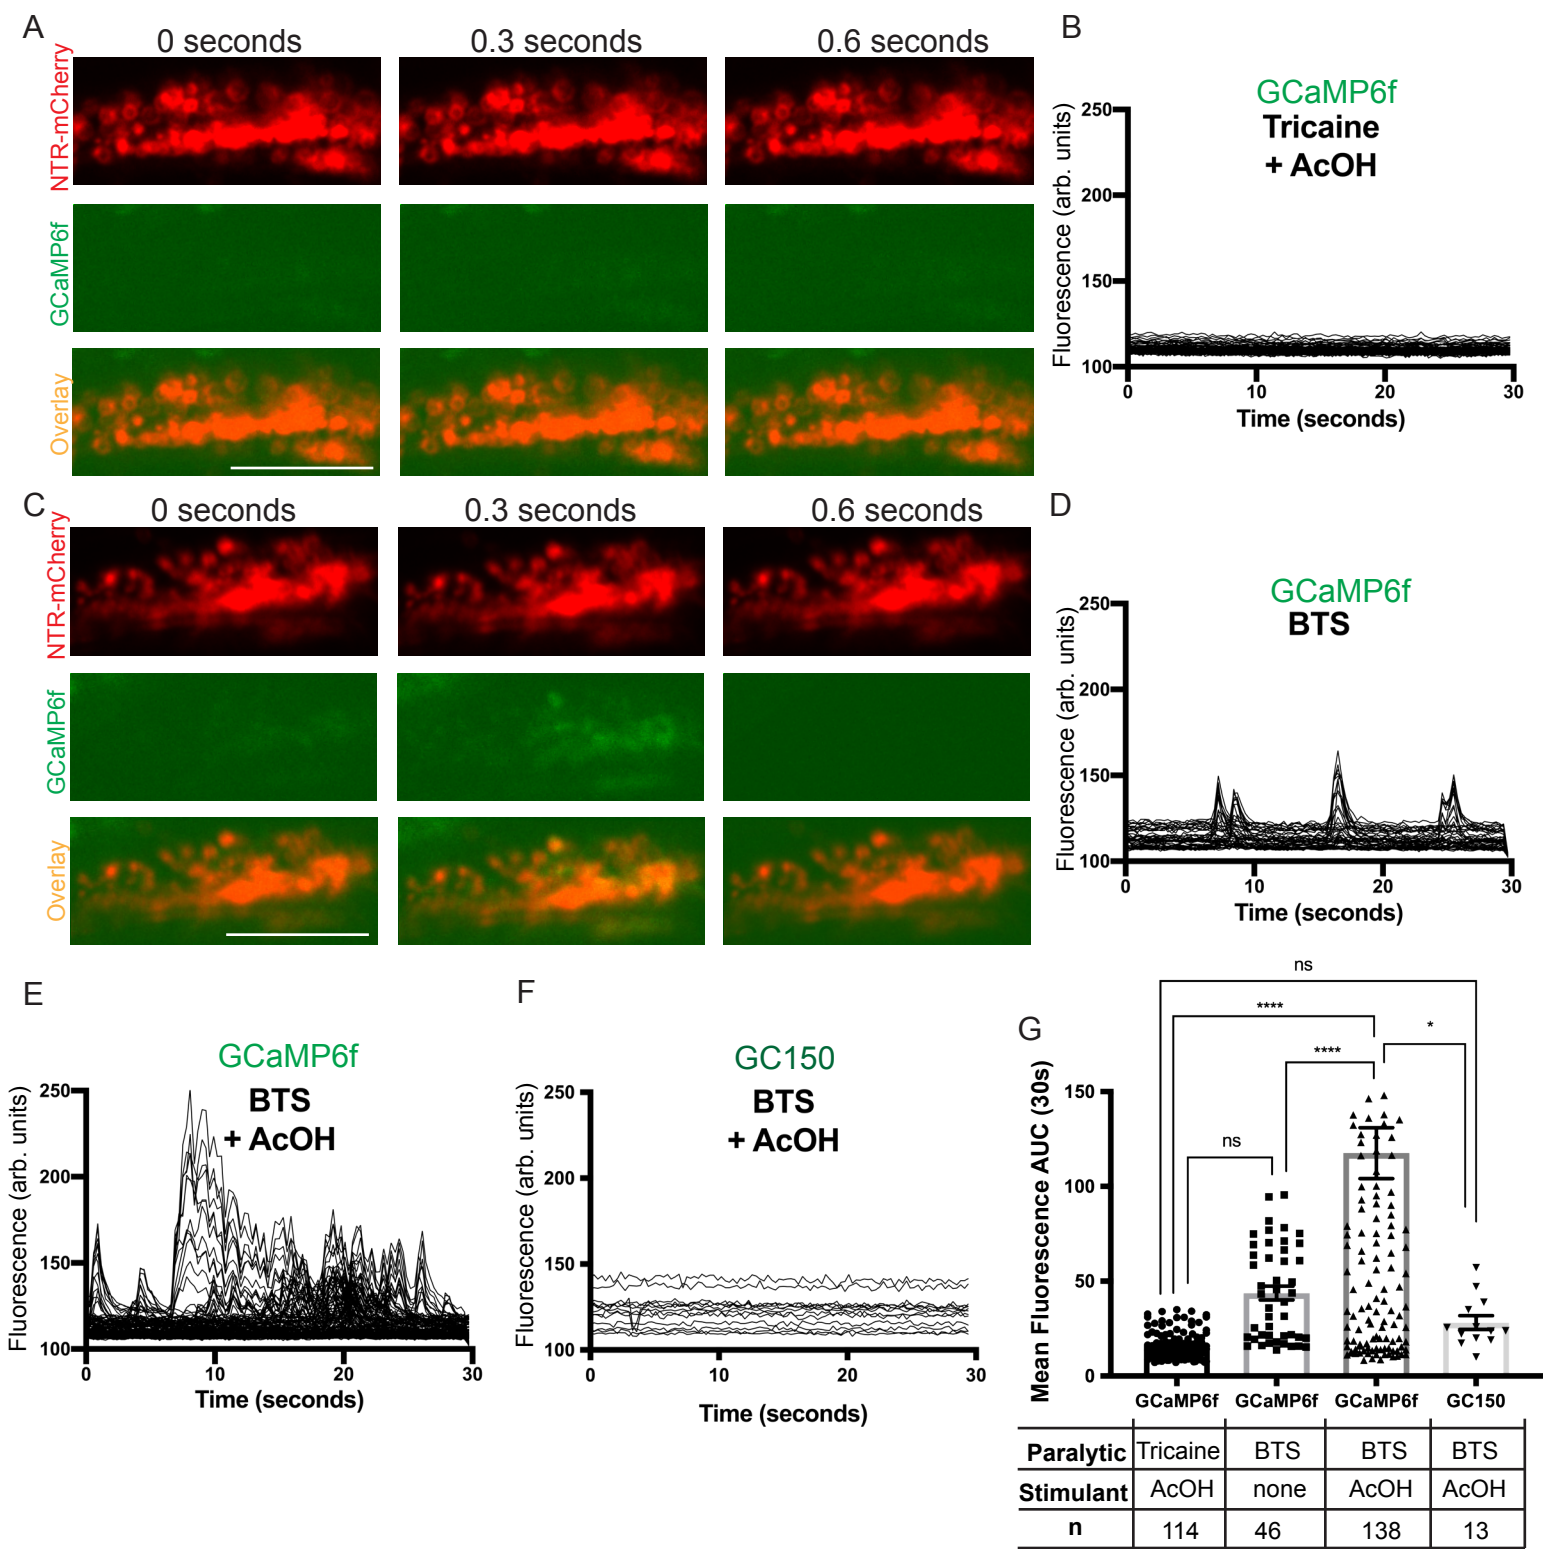 A
0 seconds
0.3 seconds
0.6 seconds
NTR-mCherry
GCaMP6f
Overlay
B
GCaMP6f
Tricaine
+ AcOH
Fluorescence (arb. units)
250
200
150
100
0
10
20
30
Time (seconds)
C
0 seconds
0.3 seconds
0.6 seconds
NTR-mCherry
GCaMP6f
Overlay
D
GCaMP6f
BTS
Fluorescence (arb. units)
250
200
150
100
0
10
20
30
Time (seconds)
E
GCaMP6f
BTS
+ AcOH
Fluorescence (arb. units)
250
200
150
100
0
10
20
30
Time (seconds)
F
GC150
BTS
+ AcOH
Fluorescence (arb. units)
250
200
150
100
0
10
20
30
Time (seconds)
G
ns
****
*
****
ns
Mean Fluorescence AUC (30s)
150
100
50
0
GCaMP6f GCaMP6f GCaMP6f GC150
Paralytic Tricaine BTS BTS BTS
Stimulant AcOH none AcOH AcOH
n 114 46 138 13